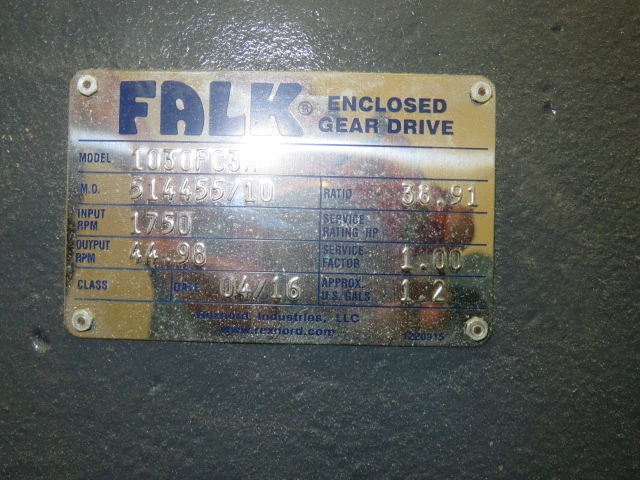 FALK® ENCLOSED GEAR DRIVE
MODEL 1030FC3A
M.O. 514455/10 RATIO 38.91
INPUT RPM 1750 SERVICE RATING HP
OUTPUT RPM 44.98 SERVICE FACTOR 1.00
CLASS DATE 04/16 APPROX. U.S. GALS 1.2
Rexnord Industries, LLC
www.rexnord.com 1226915